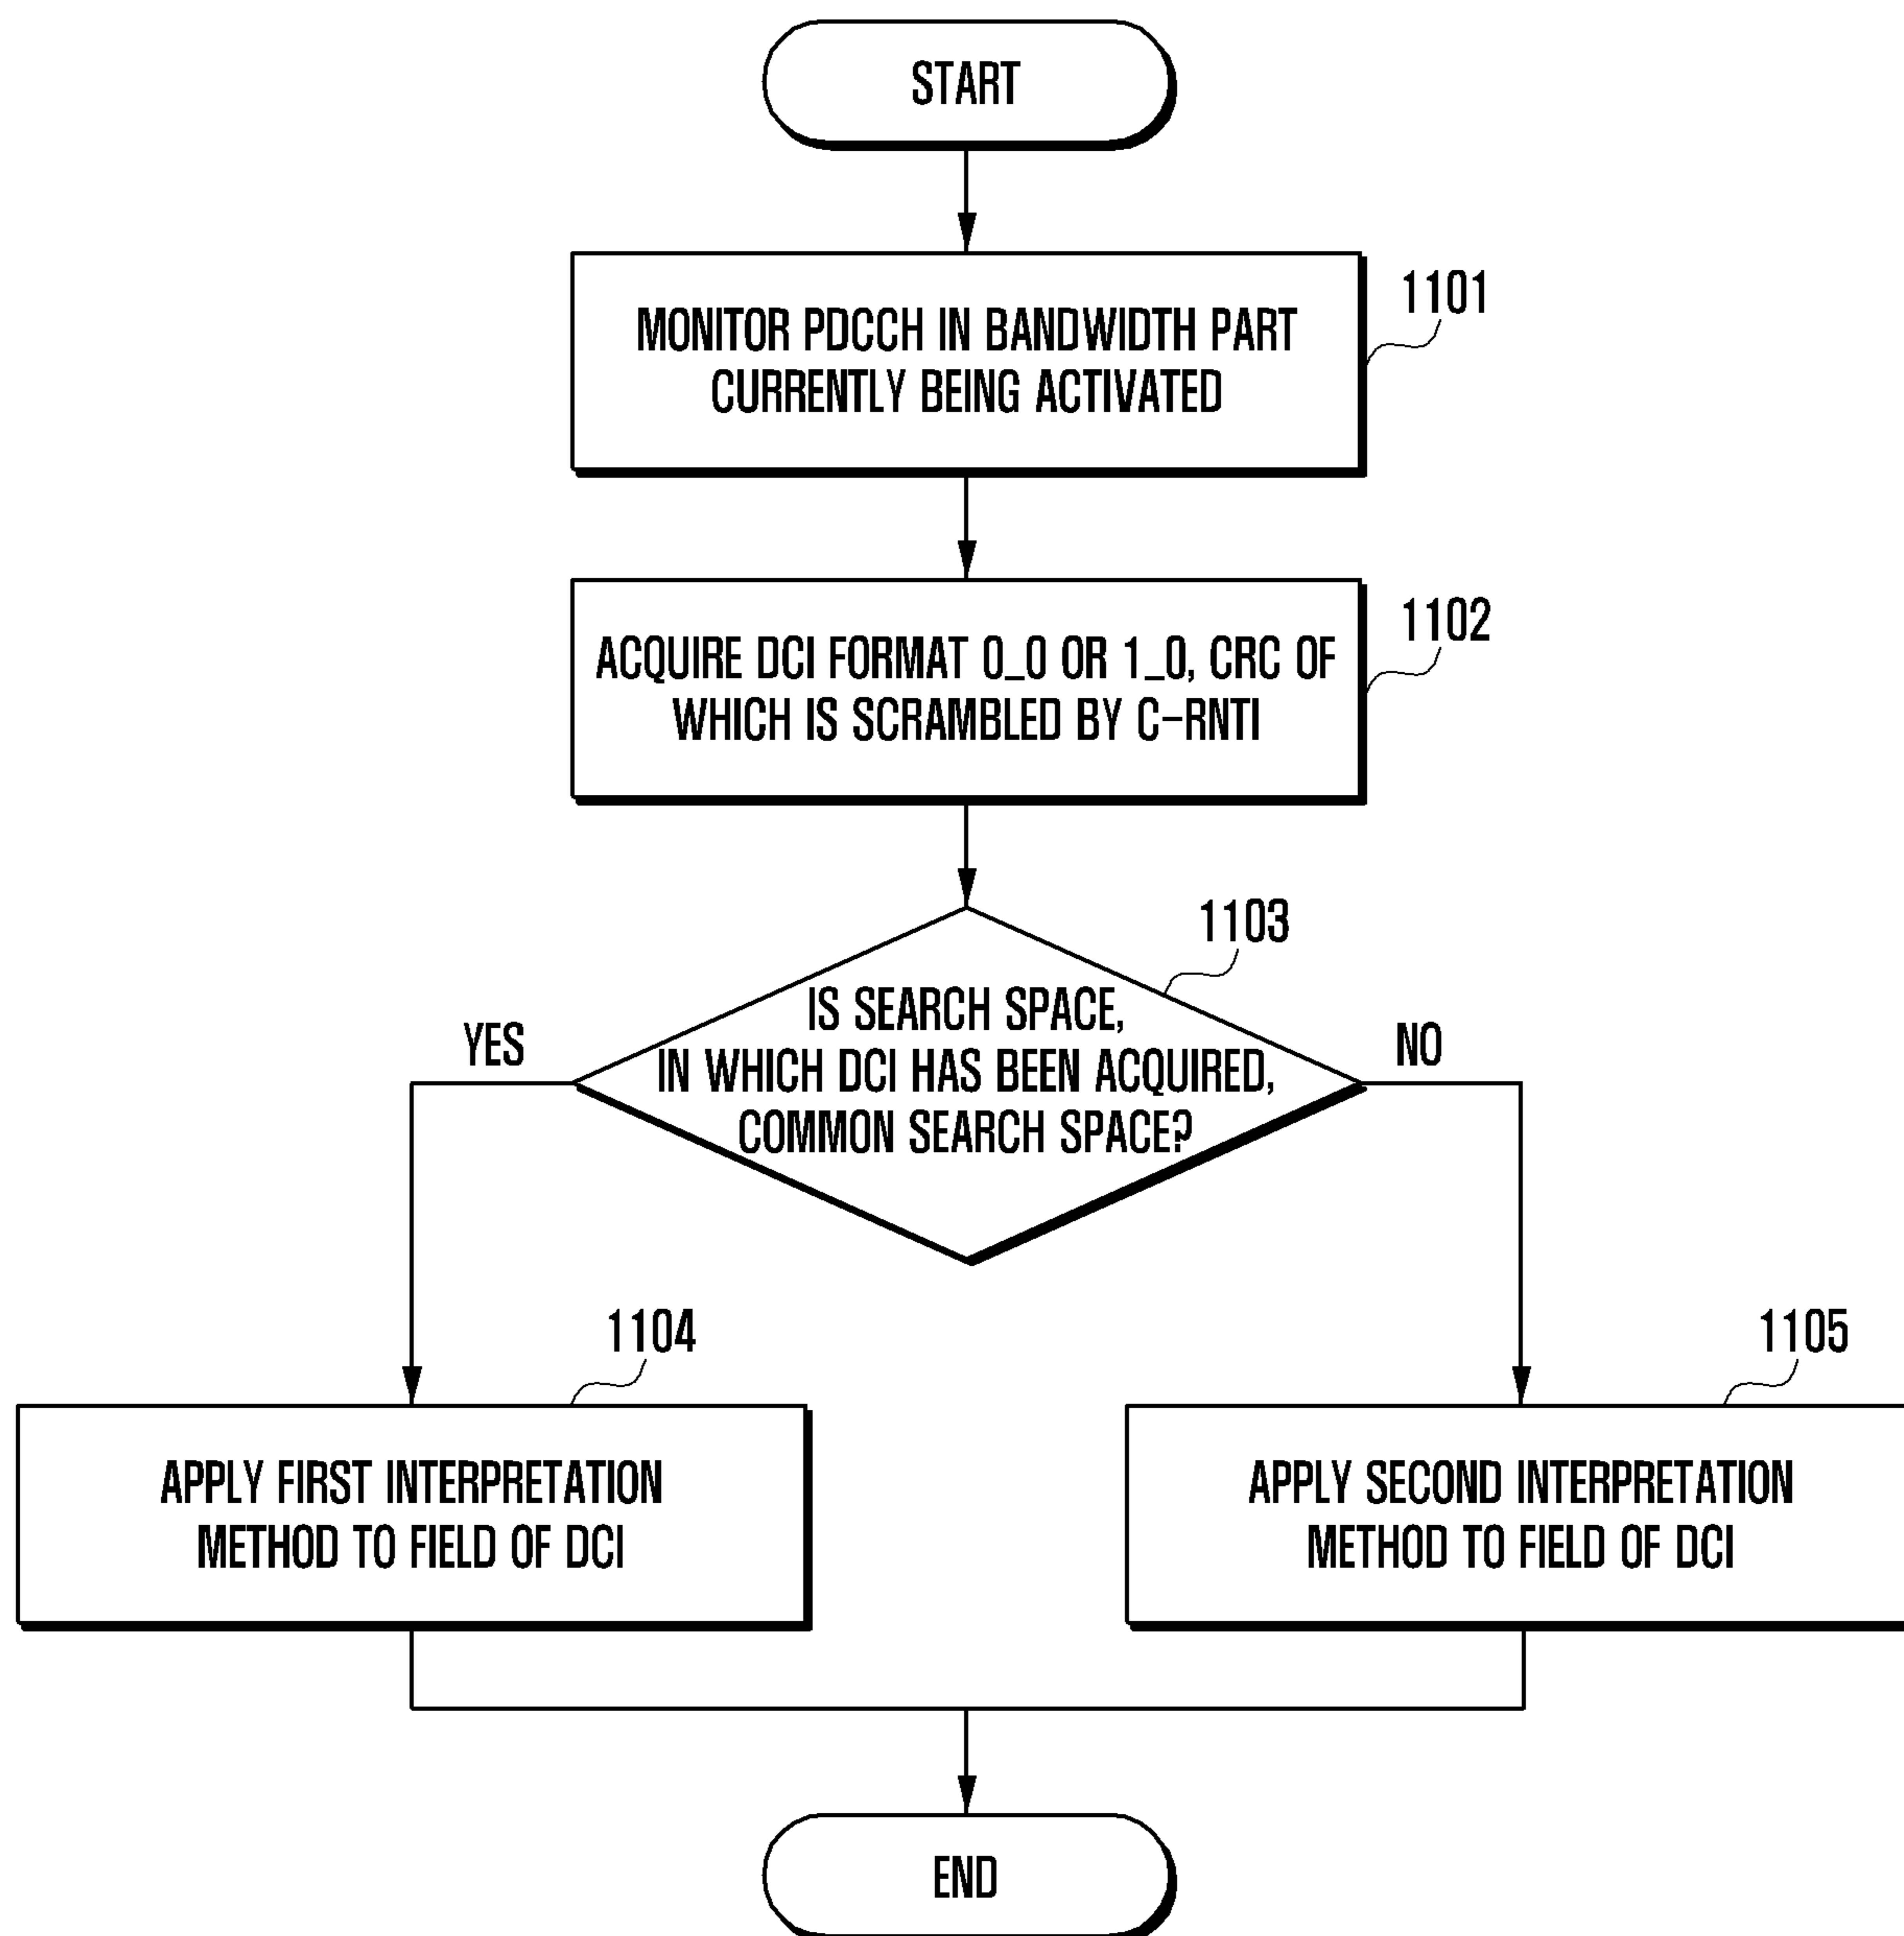 START
MONITOR PDCCH IN BANDWIDTH PART
CURRENTLY BEING ACTIVATED
1101
ACQUIRE DCI FORMAT 0_0 OR 1_0, CRC OF
WHICH IS SCRAMBLED BY C-RNTI
1102
1103
IS SEARCH SPACE,
IN WHICH DCI HAS BEEN ACQUIRED,
COMMON SEARCH SPACE?
YES
NO
1104
APPLY FIRST INTERPRETATION
METHOD TO FIELD OF DCI
1105
APPLY SECOND INTERPRETATION
METHOD TO FIELD OF DCI
END